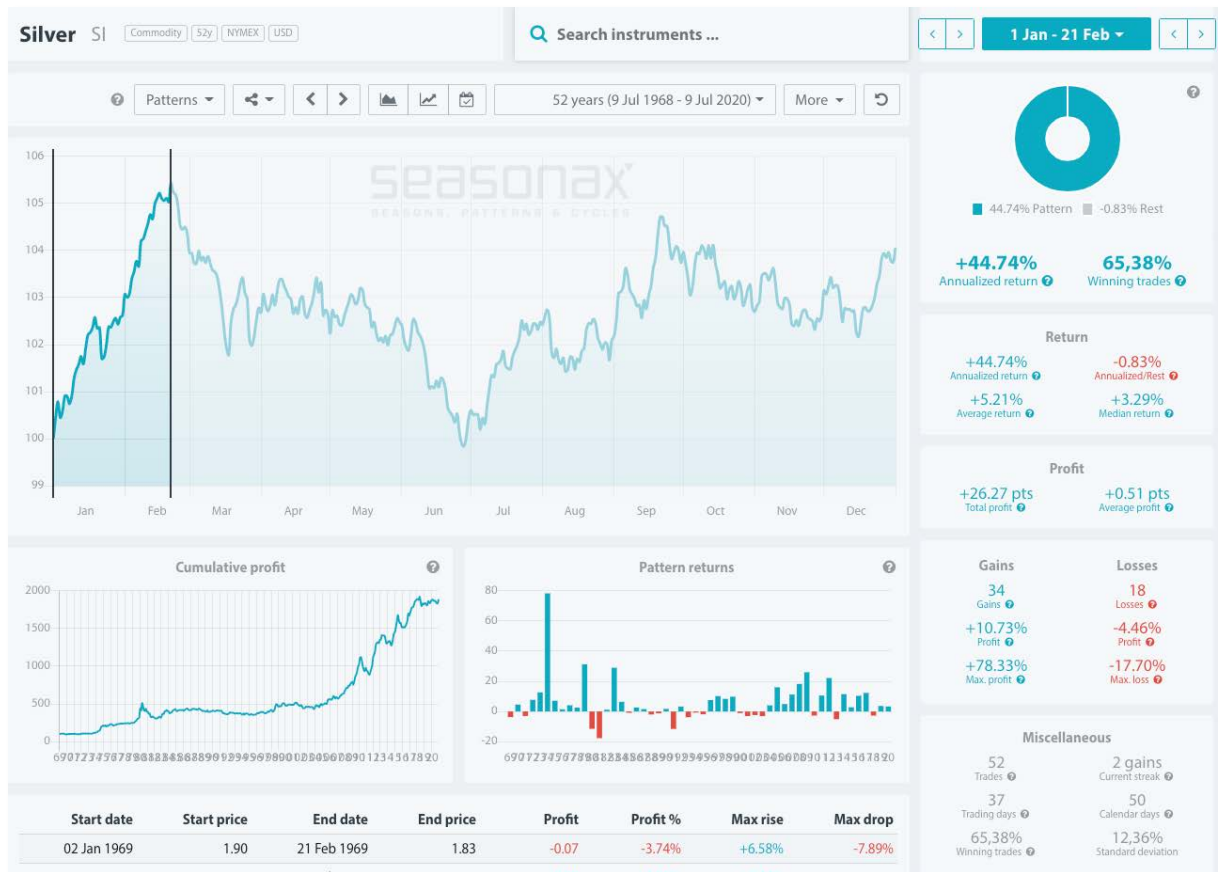 Silver SI Commodity 52y NYMEX USD
Search instruments ...
1 Jan - 21 Feb
Patterns
52 years (9 Jul 1968 - 9 Jul 2020)
More
seasonax
SEASONS, PATTERNS & CYCLES
106
105
104
103
102
101
100
99
Jan Feb Mar Apr May Jun Jul Aug Sep Oct Nov Dec
44.74% Pattern -0.83% Rest
+44.74% 65,38%
Annualized return Winning trades
Return
+44.74% -0.83%
Annualized return Annualized/Rest
+5.21% +3.29%
Average return Median return
Profit
+26.27 pts +0.51 pts
Total profit Average profit
Cumulative profit
2000
1500
1000
500
0
Pattern returns
80
60
40
20
0
-20
Gains Losses
34 18
Gains Losses
+10.73% -4.46%
Profit Profit
+78.33% -17.70%
Max. profit Max. loss
Miscellaneous
52 2 gains
Trades Current streak
37 50
Trading days Calendar days
65,38% 12,36%
Winning trades Standard deviation
Start date Start price End date End price Profit Profit % Max rise Max drop
02 Jan 1969 1.90 21 Feb 1969 1.83 -0.07 -3.74% +6.58% -7.89%